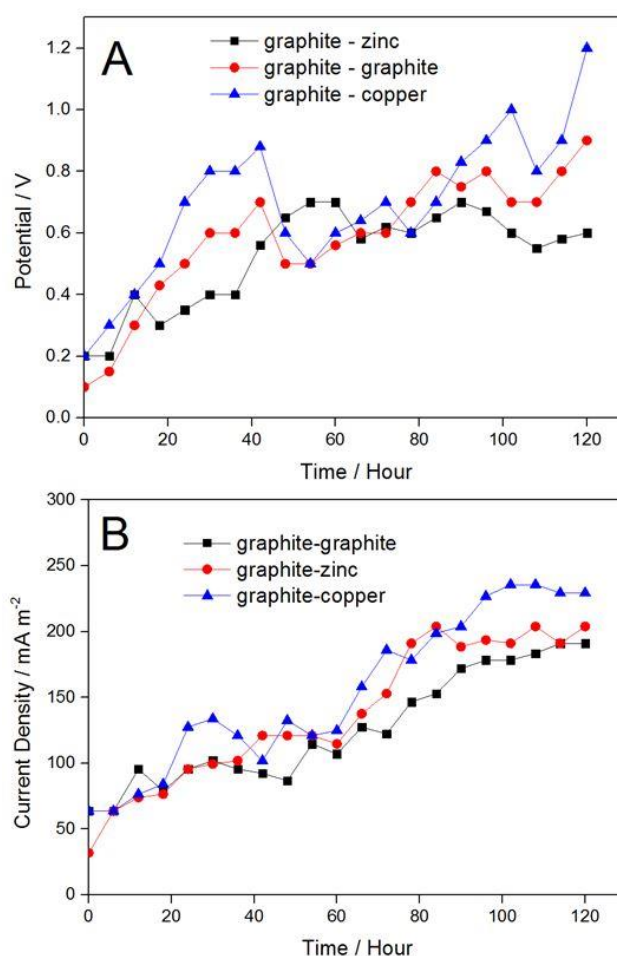 A
graphite - zinc
graphite - graphite
graphite - copper
1.2
1.0
0.8
0.6
0.4
0.2
0.0
Potential / V
0 20 40 60 80 100 120
Time / Hour
B
graphite-graphite
graphite-zinc
graphite-copper
300
250
200
150
100
50
0
Current Density / mA m⁻²
0 20 40 60 80 100 120
Time / Hour